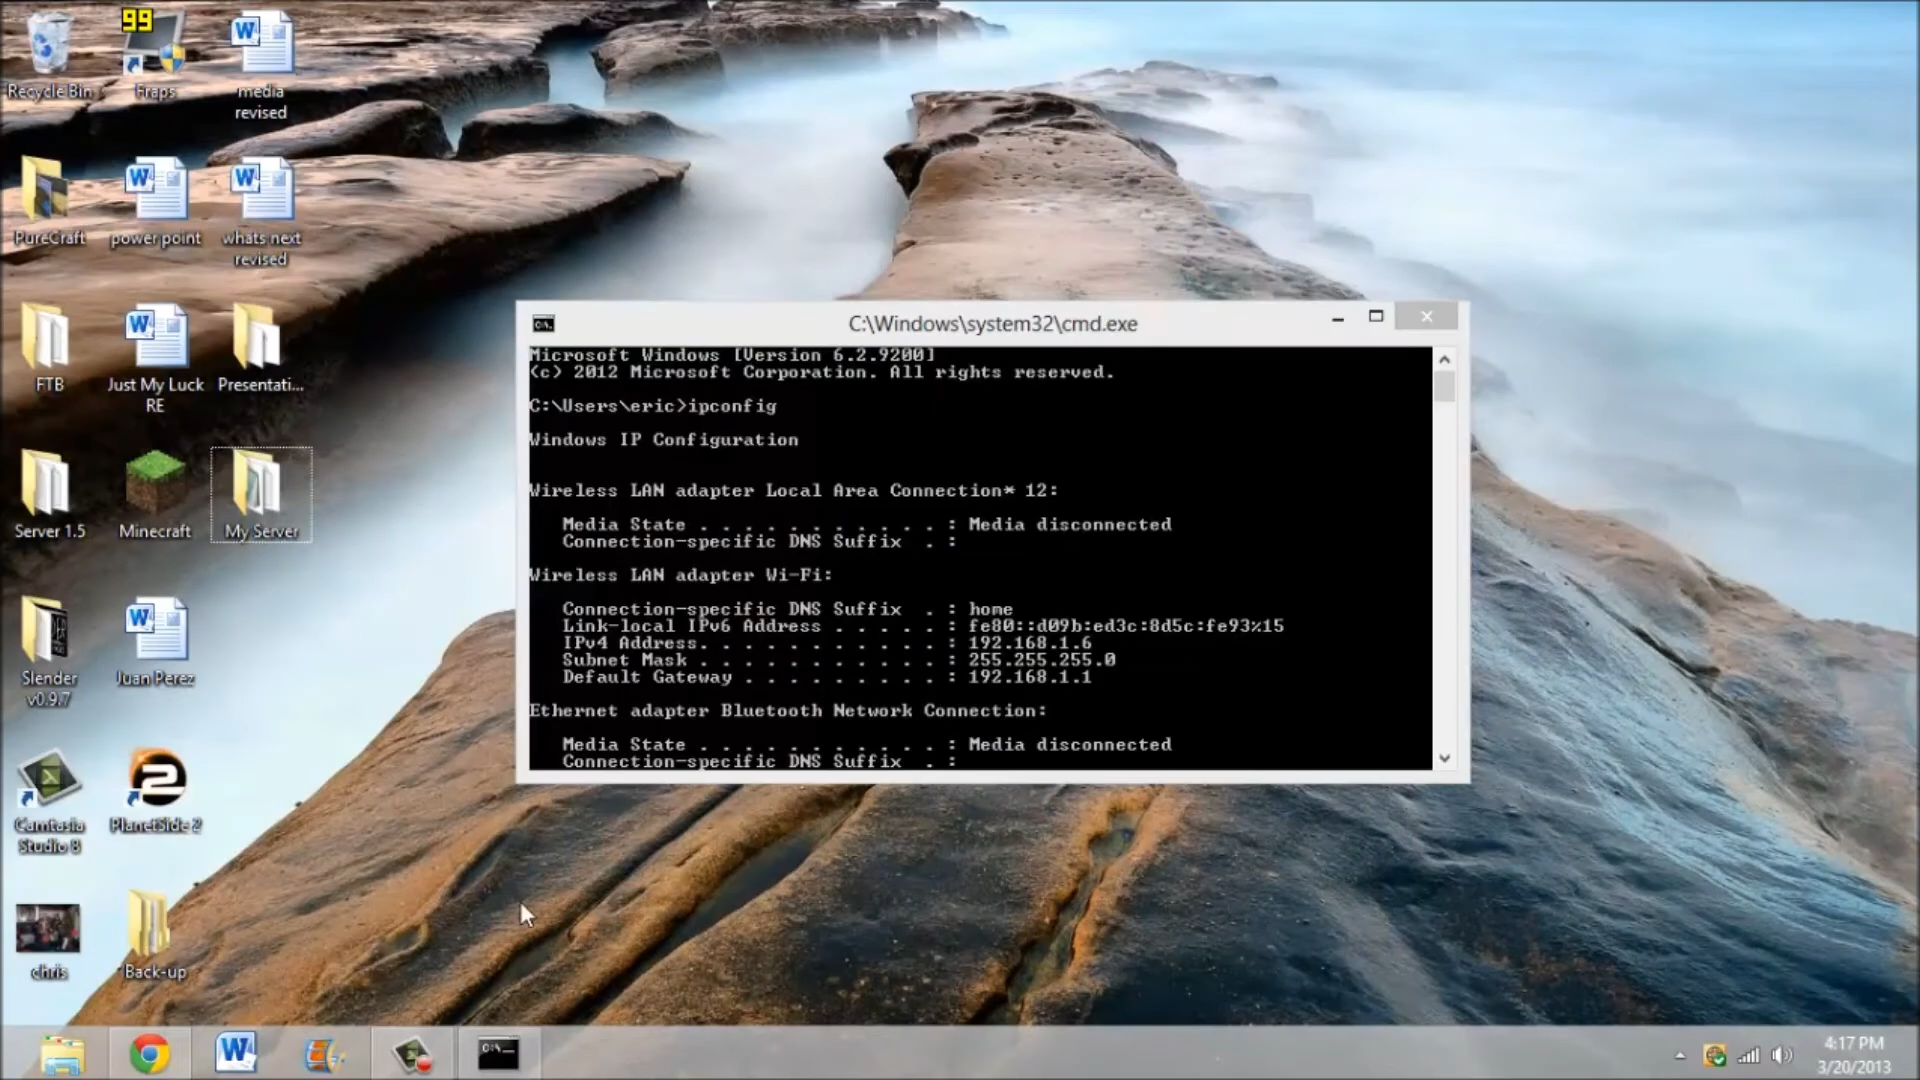 99
Recycle Bin
Fraps
media
revised
PureCraft
power point
whats next
revised
FTB
Just My Luck
RE
Presentati...
Server 1.5
Minecraft
My Server
Slender
v0.9.7
Juan Perez
Camtasia
Studio 8
PlanetSide 2
chris
Back-up
C:\Windows\system32\cmd.exe
Microsoft Windows [Version 6.2.9200]
(c) 2012 Microsoft Corporation. All rights reserved.
C:\Users\eric>ipconfig
Windows IP Configuration
Wireless LAN adapter Local Area Connection* 12:
Media State . . . . . . . . . . . : Media disconnected
Connection-specific DNS Suffix  . :
Wireless LAN adapter Wi-Fi:
Connection-specific DNS Suffix  . : home
Link-local IPv6 Address . . . . . : fe80::d09b:ed3c:8d5c:fe93%15
IPv4 Address. . . . . . . . . . . : 192.168.1.6
Subnet Mask . . . . . . . . . . . : 255.255.255.0
Default Gateway . . . . . . . . . : 192.168.1.1
Ethernet adapter Bluetooth Network Connection:
Media State . . . . . . . . . . . : Media disconnected
Connection-specific DNS Suffix  . :
4:17 PM
3/20/2013